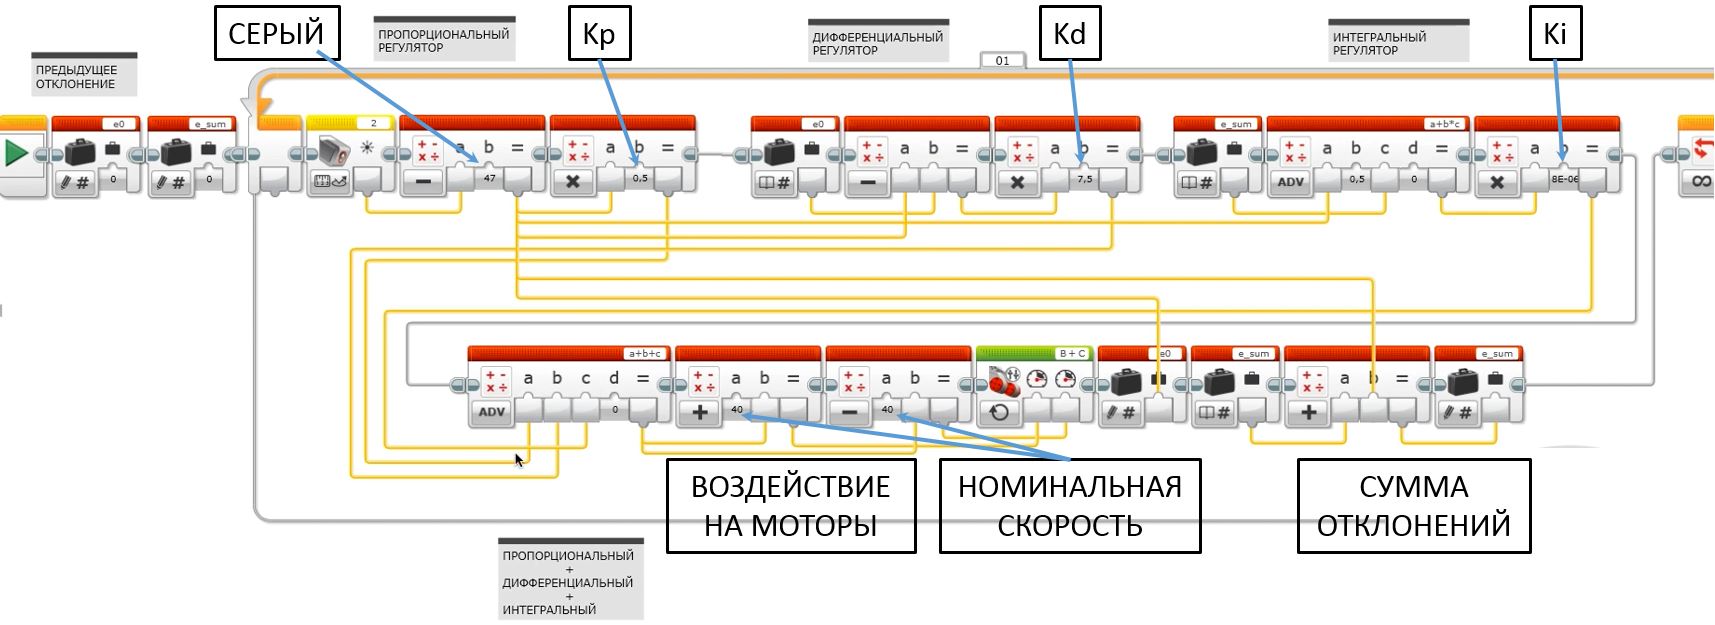 СЕРЫЙ
ПРОПОРЦИОНАЛЬНЫЙ
РЕГУЛЯТОР
Kp
ДИФФЕРЕНЦИАЛЬНЫЙ
РЕГУЛЯТОР
Kd
ИНТЕГРАЛЬНЫЙ
РЕГУЛЯТОР
Ki
ПРЕДЫДУЩЕЕ
ОТКЛОНЕНИЕ
01
e0
e_sum
2
e0
e_sum
a+b*c
a b =
a b =
a b =
a b =
a b c d =
a b =
#
0
#
0
−
47
×
0,5
#
−
×
7,5
#
ADV
0,5
0
×
8E-06
∞
a+b+c
B + C
e0
e_sum
e_sum
a b c d =
a b =
a b =
a b =
ADV
0
+
40
−
40
#
#
+
#
ВОЗДЕЙСТВИЕ
НА МОТОРЫ
НОМИНАЛЬНАЯ
СКОРОСТЬ
СУММА
ОТКЛОНЕНИЙ
ПРОПОРЦИОНАЛЬНЫЙ
+
ДИФФЕРЕНЦИАЛЬНЫЙ
+
ИНТЕГРАЛЬНЫЙ